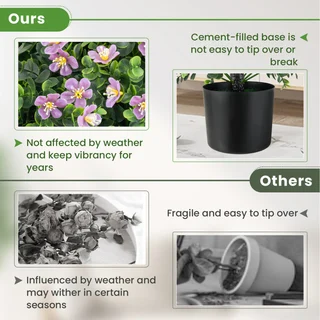 Ours
Cement-filled base is
not easy to tip over or
break
Not affected by weather
and keep vibrancy for
years
Others
Fragile and easy to tip over
Influenced by weather and
may wither in certain
seasons